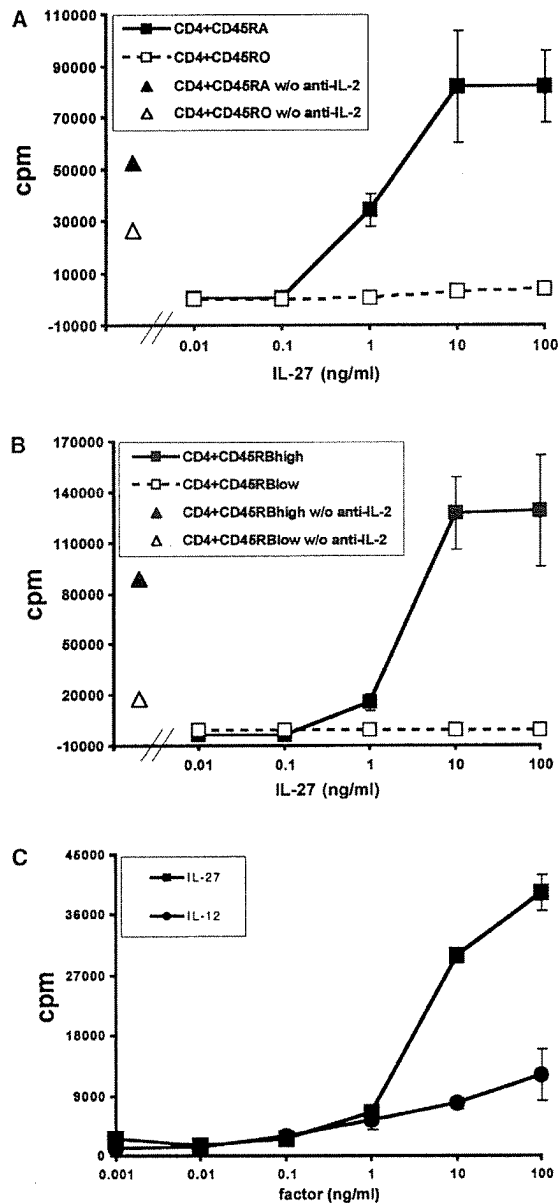 A
CD4+CD45RA
CD4+CD45RO
CD4+CD45RA w/o anti-IL-2
CD4+CD45RO w/o anti-IL-2
110000
90000
70000
50000
30000
10000
-10000
cpm
0.01 0.1 1 10 100
IL-27 (ng/ml)
B
CD4+CD45RBhigh
CD4+CD45RBlow
CD4+CD45RBhigh w/o anti-IL-2
CD4+CD45RBlow w/o anti-IL-2
170000
140000
110000
80000
50000
20000
-10000
cpm
0.01 0.1 1 10 100
IL-27 (ng/ml)
C
IL-27
IL-12
45000
36000
27000
18000
9000
0
cpm
0.001 0.01 0.1 1 10 100
factor (ng/ml)